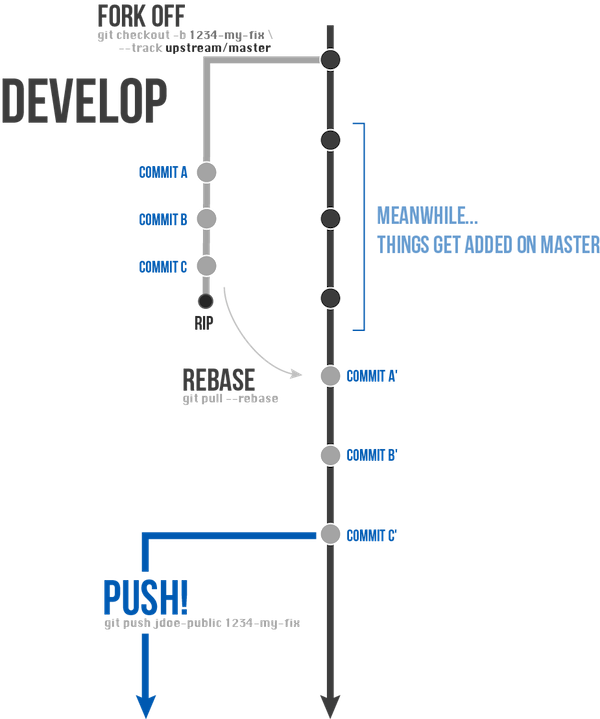 FORK OFF
git checkout -b 1234-my-fix \
--track upstream/master
DEVELOP
COMMIT A
COMMIT B
COMMIT C
RIP
MEANWHILE...
THINGS GET ADDED ON MASTER
REBASE
git pull --rebase
COMMIT A'
COMMIT B'
COMMIT C'
PUSH!
git push jdoe-public 1234-my-fix